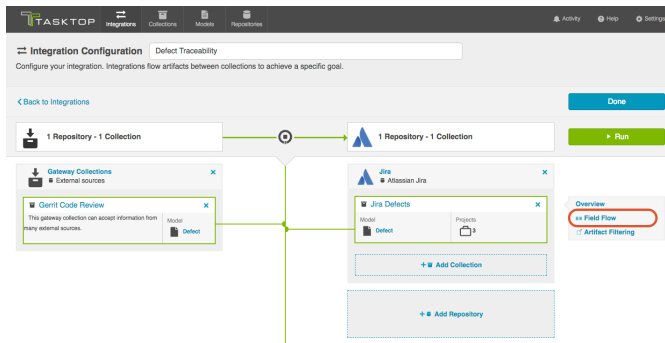 TASKTOP
Integrations
Collections
Models
Repositories
Activity
Help
Settings
Integration Configuration
Defect Traceability
Configure your integration. Integrations flow artifacts between collections to achieve a specific goal.
Back to Integrations
Done
1 Repository - 1 Collection
1 Repository - 1 Collection
Run
Gateway Collections
External sources
Gerrit Code Review
This gateway collection can accept information from
many external sources.
Model
Defect
Jira
Atlassian Jira
Jira Defects
Model
Defect
Projects
3
+ Add Collection
+ Add Repository
Overview
Field Flow
Artifact Filtering